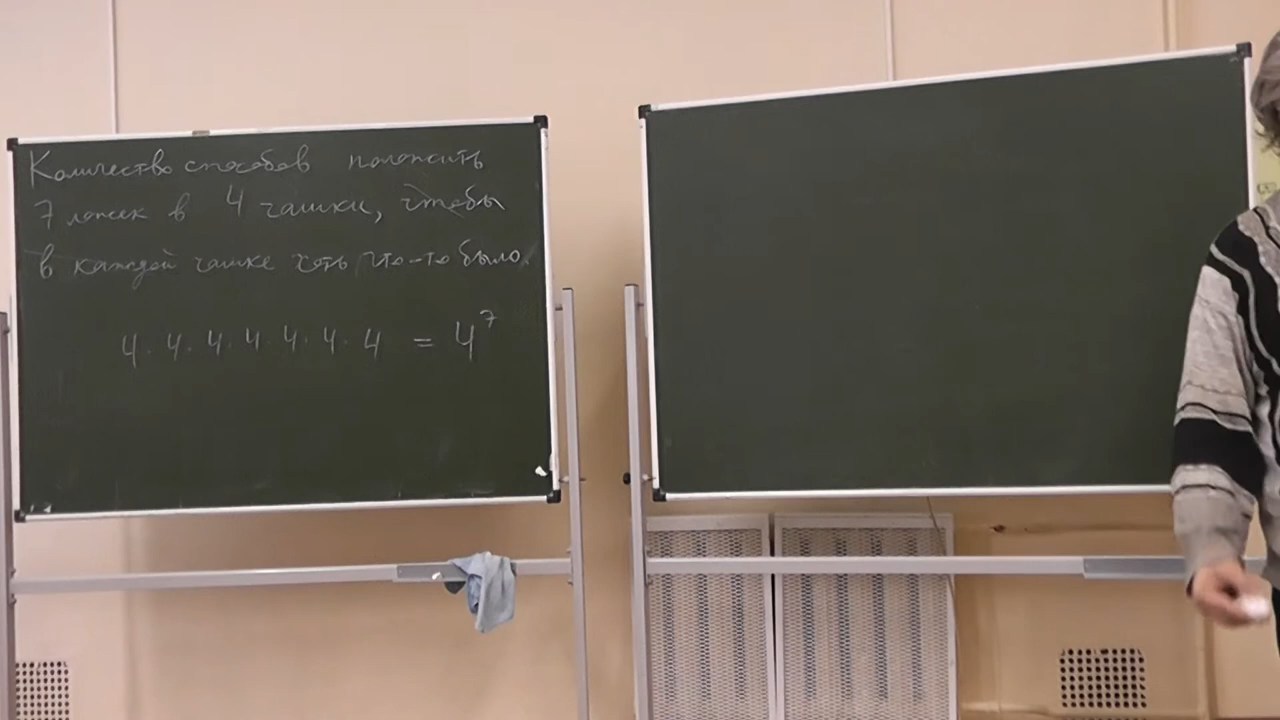 Количество способов положить
7 ложек в 4 чашки, чтобы
в каждой чашке хоть что-то было.
4 · 4 · 4 · 4 · 4 · 4 · 4 = 4⁷